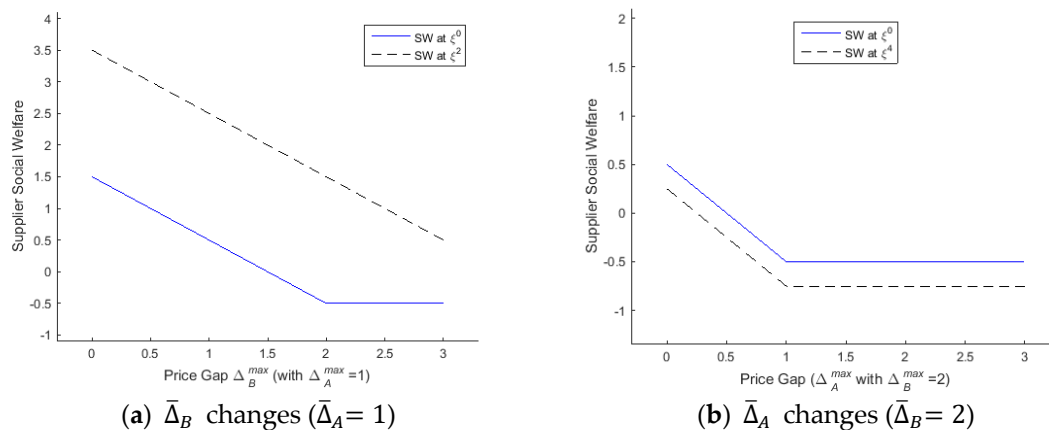 4
3.5
3
2.5
2
1.5
1
0.5
0
-0.5
-1
Supplier Social Welfare
SW at ξ⁰
SW at ξ²
0 0.5 1 1.5 2 2.5 3
Price Gap Δ_B^max (with Δ_A^max =1)
(a) Δ̄_B changes (Δ̄_A= 1)
2
1.5
1
0.5
0
-0.5
-1
Supplier Social Welfare
SW at ξ⁰
SW at ξ⁴
0 0.5 1 1.5 2 2.5 3
Price Gap (Δ_A^max with Δ_B^max =2)
(b) Δ̄_A changes (Δ̄_B= 2)